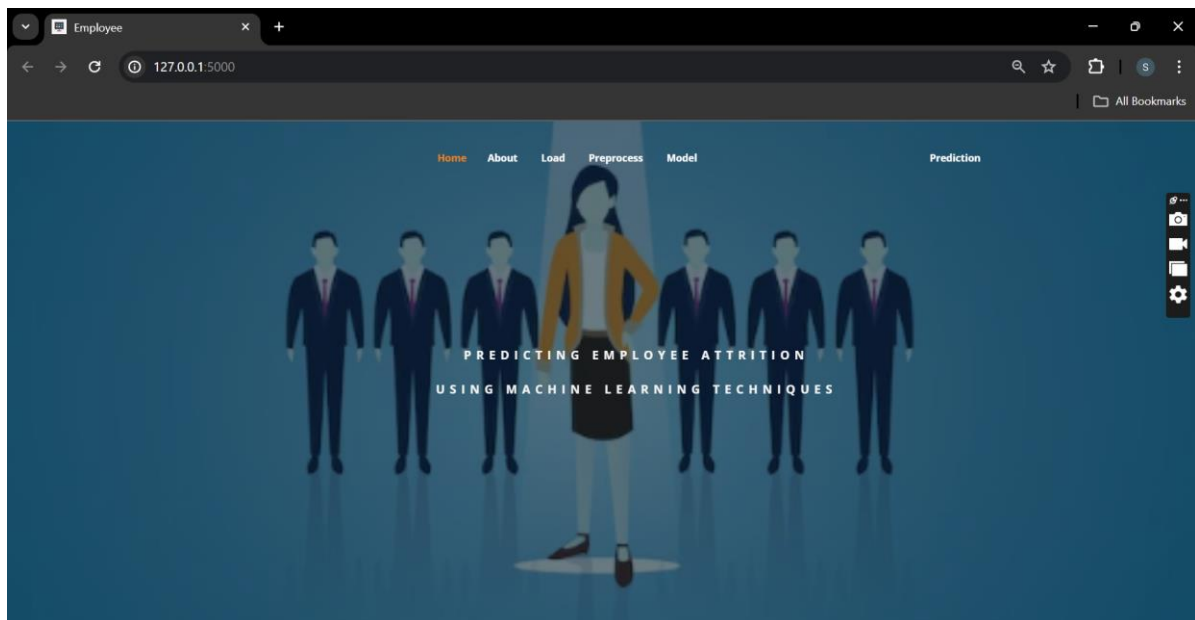 Employee
127.0.0.1:5000
S
All Bookmarks
Home About Load Preprocess Model Prediction
PREDICTING EMPLOYEE ATTRITION
USING MACHINE LEARNING TECHNIQUES